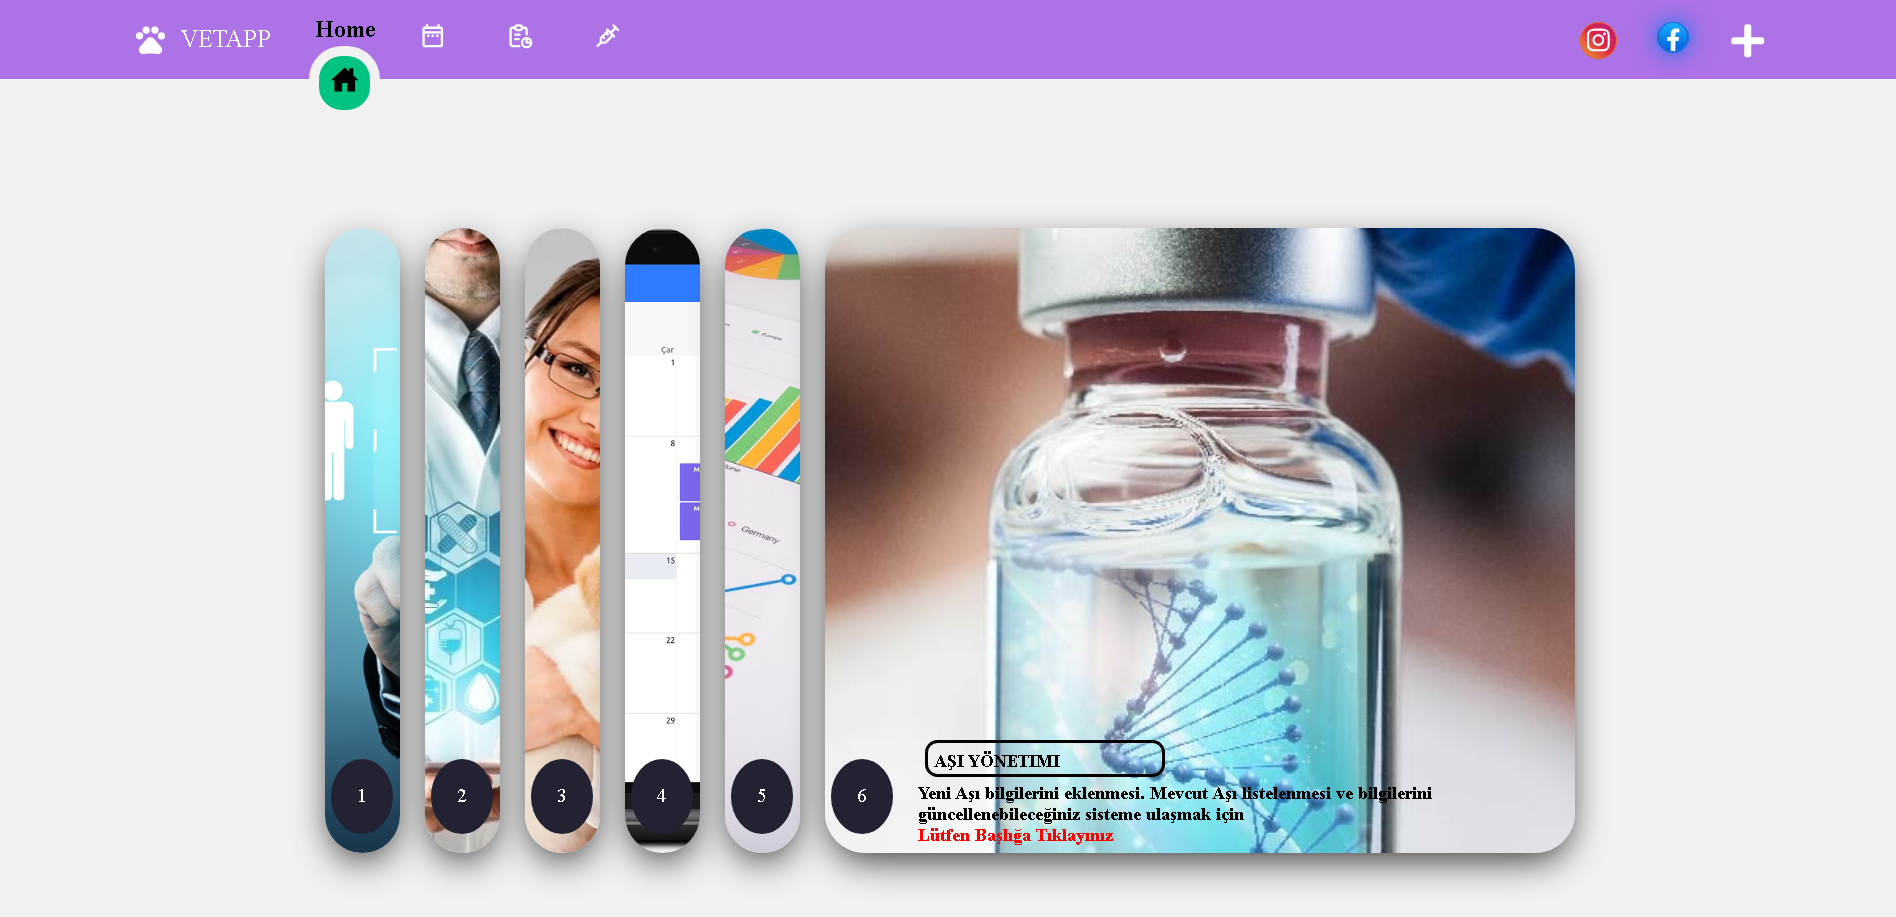 VETAPP
Home
Çar
1
8
M
M
15
22
29
Europe
Germany
1
2
3
4
5
6
AŞI YÖNETIMI
Yeni Aşı bilgilerini eklenmesi. Mevcut Aşı listelenmesi ve bilgilerini
güncellenebileceğiniz sisteme ulaşmak için
Lütfen Başlığa Tıklayınız